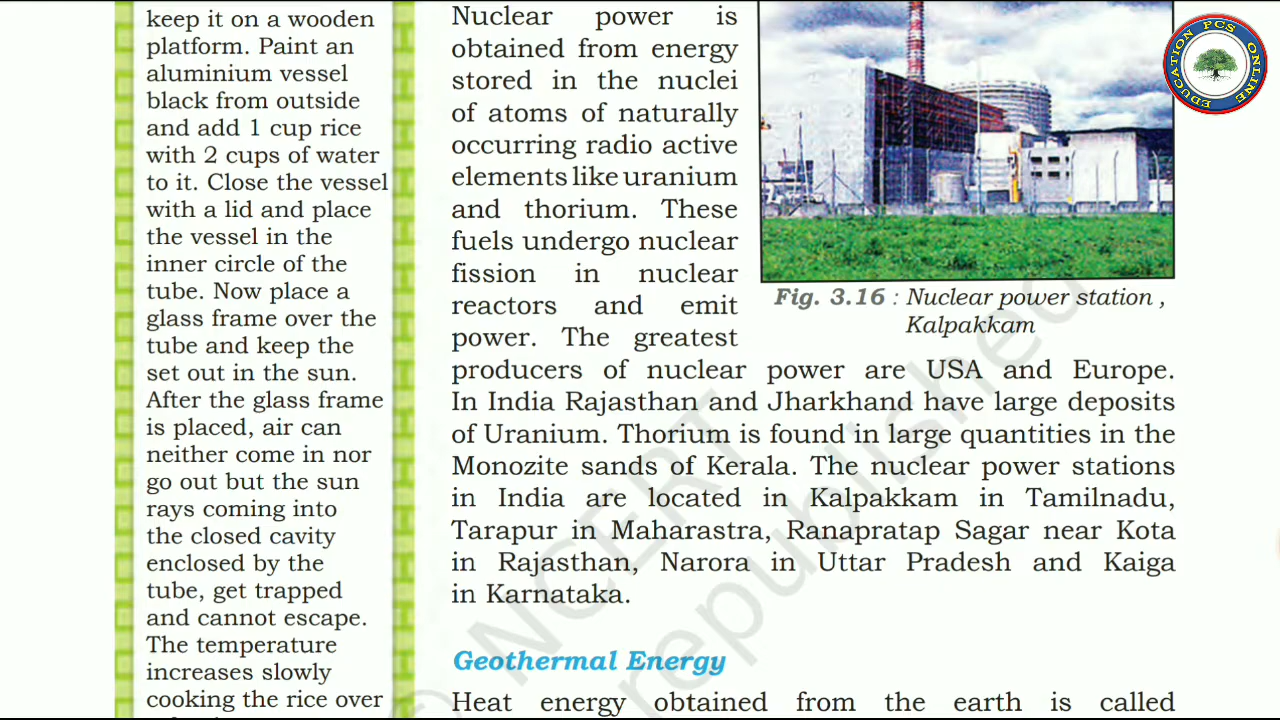 keep it on a wooden
platform. Paint an
aluminium vessel
black from outside
and add 1 cup rice
with 2 cups of water
to it. Close the vessel
with a lid and place
the vessel in the
inner circle of the
tube. Now place a
glass frame over the
tube and keep the
set out in the sun.
After the glass frame
is placed, air can
neither come in nor
go out but the sun
rays coming into
the closed cavity
enclosed by the
tube, get trapped
and cannot escape.
The temperature
increases slowly
cooking the rice over
Nuclear power is
obtained from energy
stored in the nuclei
of atoms of naturally
occurring radio active
elements like uranium
and thorium. These
fuels undergo nuclear
fission in nuclear
reactors and emit
power. The greatest
producers of nuclear power are USA and Europe.
In India Rajasthan and Jharkhand have large deposits
of Uranium. Thorium is found in large quantities in the
Monozite sands of Kerala. The nuclear power stations
in India are located in Kalpakkam in Tamilnadu,
Tarapur in Maharastra, Ranapratap Sagar near Kota
in Rajasthan, Narora in Uttar Pradesh and Kaiga
in Karnataka.
Geothermal Energy
Heat energy obtained from the earth is called
Fig. 3.16 : Nuclear power station ,
Kalpakkam
EDUCATION PCS ONLINE
© NCERT
republished